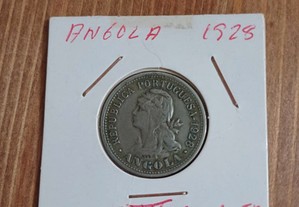 ANGOLA 1928
REPUBLICA PORTUGUESA · 1928
· ANGOLA ·